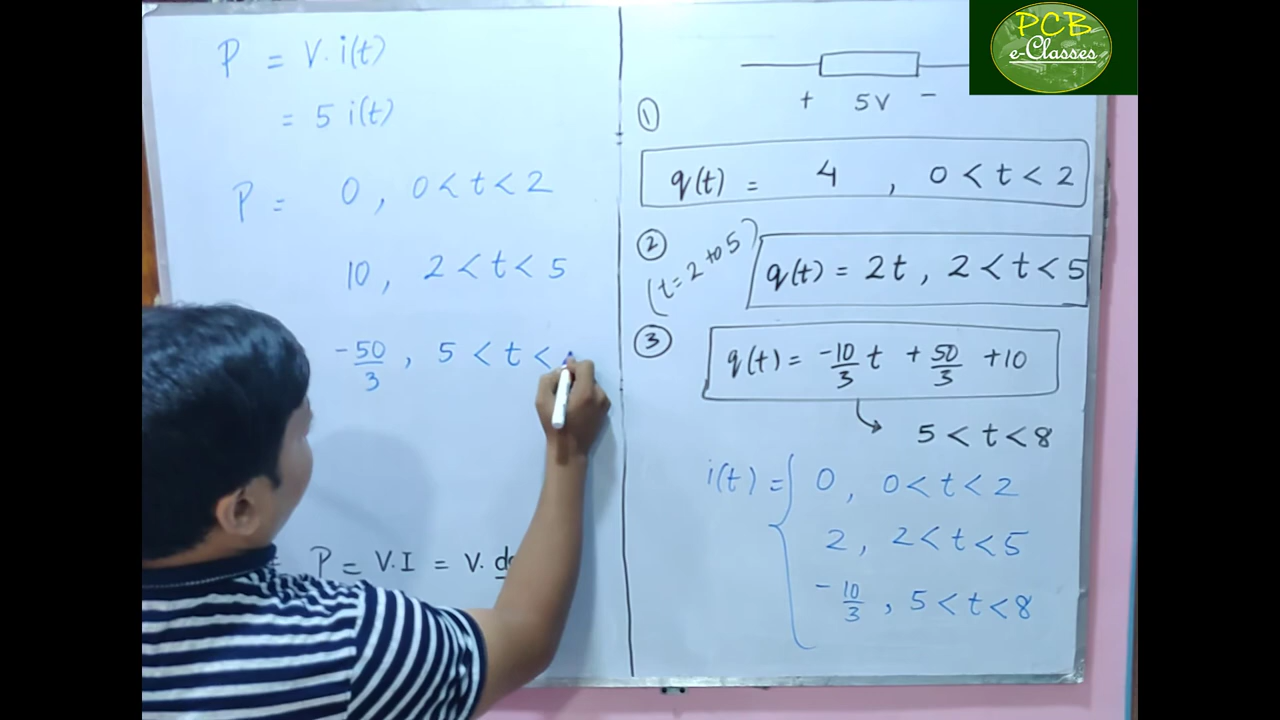 PCB
e-Classes
P = V. i(t)
= 5 i(t)
P = 0 , 0 < t < 2
10 , 2 < t < 5
-50/3 , 5 < t <
P = V.I = V.
+ 5V -
①
q(t) = 4 , 0 < t < 2
②
(t = 2 to 5)
q(t) = 2t , 2 < t < 5
③
q(t) = -10/3 t + 50/3 + 10
5 < t < 8
i(t) = { 0 , 0 < t < 2
2 , 2 < t < 5
-10/3 , 5 < t < 8